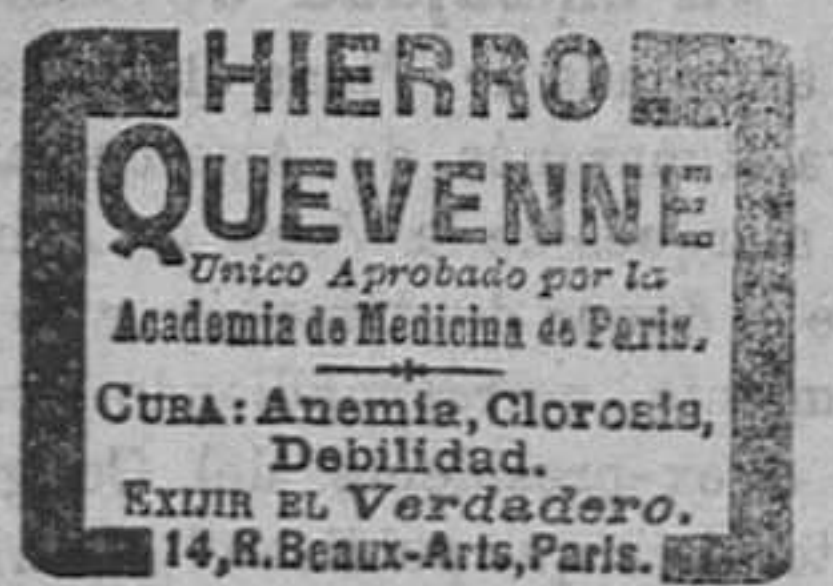 HIERRO
QUEVENNE
Unico Aprobado por la
Academia de Medicina de Paris.
CURA: Anemia, Clorosis,
Debilidad.
EXIJIR EL Verdadero.
14,R.Beaux-Arts,Paris.